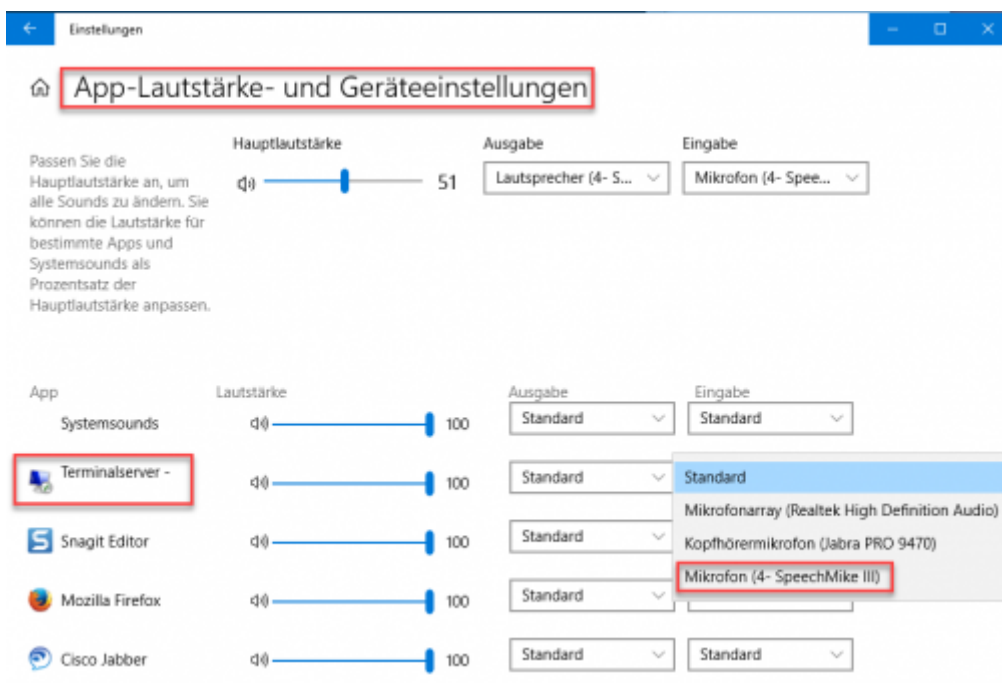 Einstellungen
App-Lautstärke- und Geräteeinstellungen
Passen Sie die
Hauptlautstärke an, um
alle Sounds zu ändern. Sie
können die Lautstärke für
bestimmte Apps und
Systemsounds als
Prozentsatz der
Hauptlautstärke anpassen.
Hauptlautstärke
51
Ausgabe
Lautsprecher (4- S...
Eingabe
Mikrofon (4- Spee...
App Lautstärke Ausgabe Eingabe
Systemsounds 100 Standard Standard
Terminalserver - 100 Standard
Standard
Mikrofonarray (Realtek High Definition Audio)
Kopfhörermikrofon (Jabra PRO 9470)
Mikrofon (4- SpeechMike III)
Snagit Editor 100 Standard
Mozilla Firefox 100 Standard
Cisco Jabber 100 Standard Standard